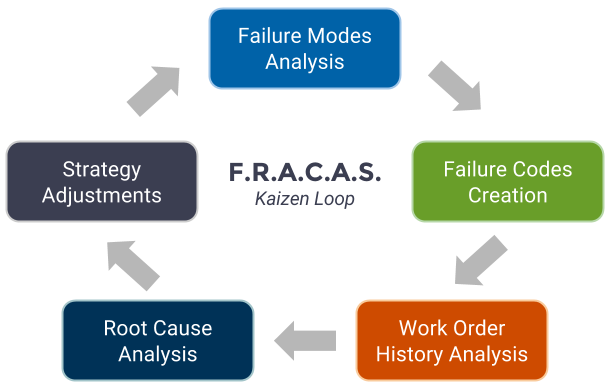 Failure Modes
Analysis
Failure Codes
Creation
Work Order
History Analysis
Root Cause
Analysis
Strategy
Adjustments
F.R.A.C.A.S.
Kaizen Loop